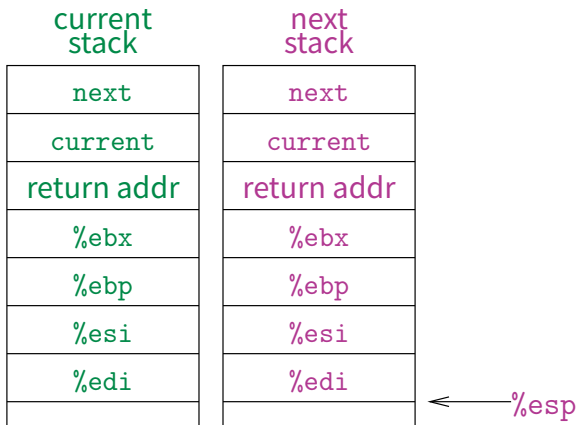 current
stack
next
stack
next
next
current
current
return addr
return addr
%ebx
%ebx
%ebp
%ebp
%esi
%esi
%edi
%edi
%esp